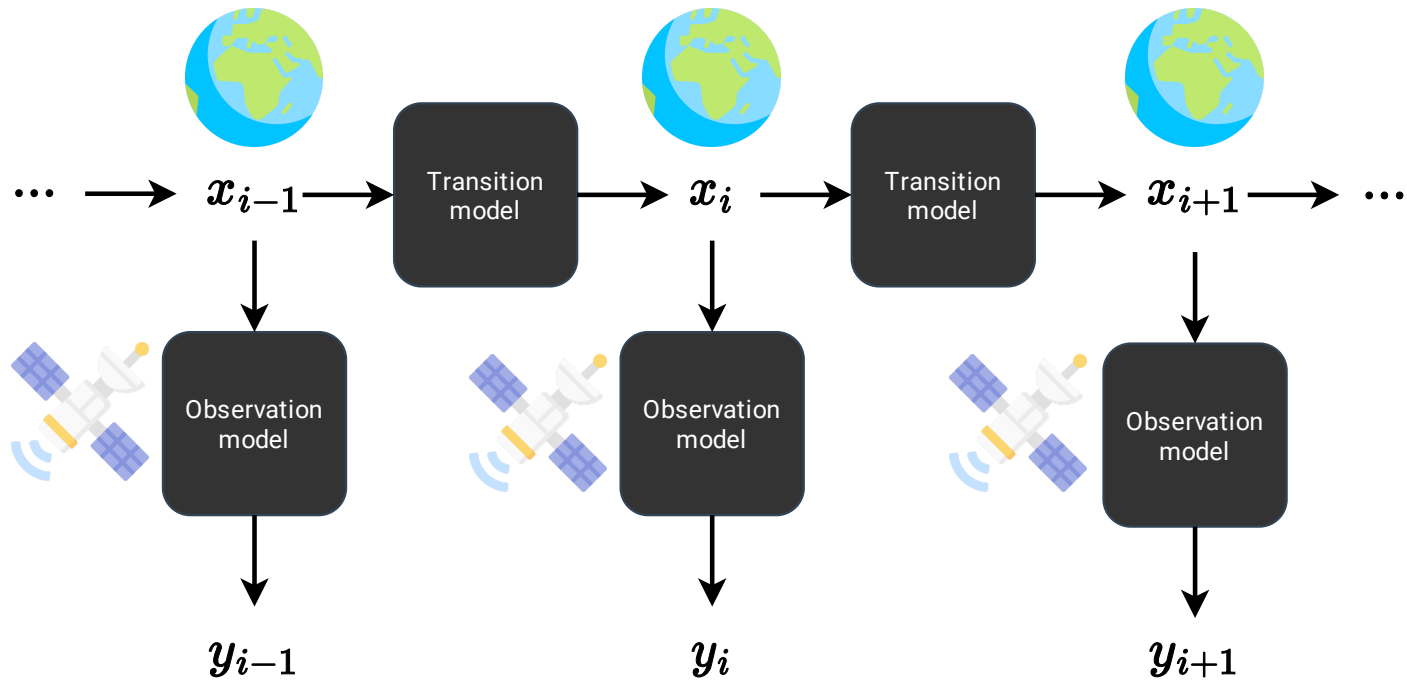 ... x_{i-1} Transition model x_i Transition model x_{i+1} ...
Observation model Observation model Observation model
y_{i-1} y_i y_{i+1}